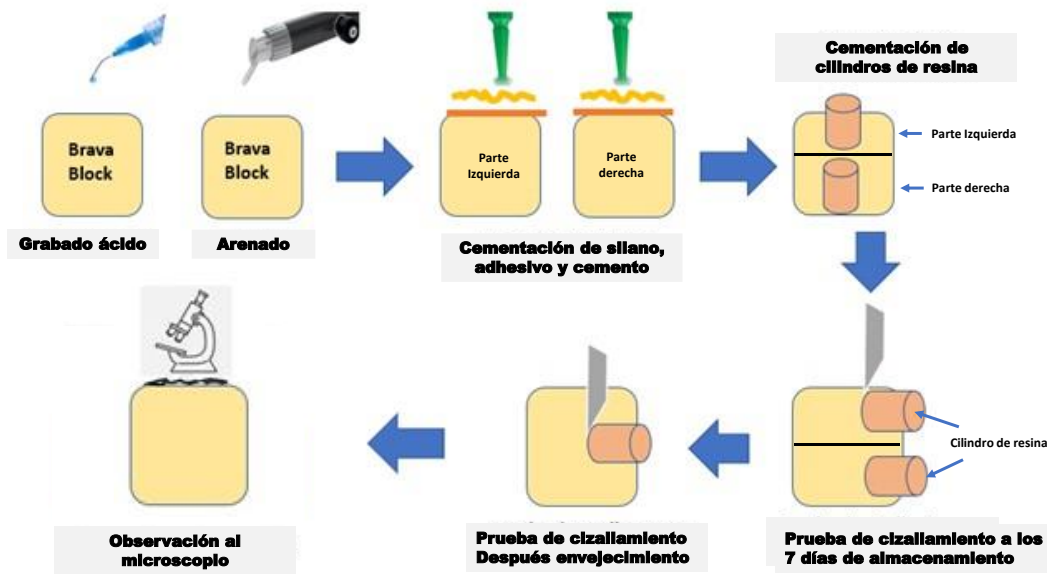 Brava
Block
Grabado ácido
Brava
Block
Arenado
Parte
Izquierda
Parte
derecha
Cementación de silano,
adhesivo y cemento
Cementación de
cilindros de resina
Parte Izquierda
Parte derecha
Cilindro de resina
Prueba de cizallamiento a los
7 días de almacenamiento
Prueba de cizallamiento
Después envejecimiento
Observación al
microscopio